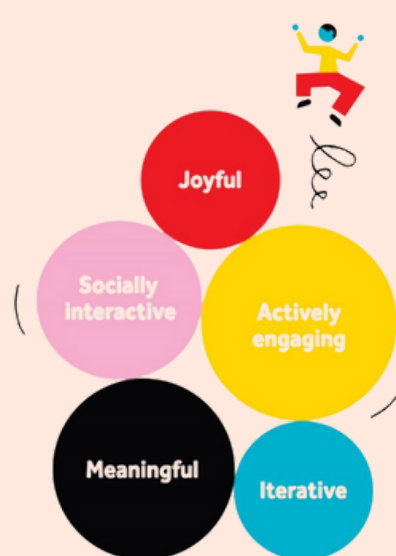 Joyful
Socially
interactive
Actively
engaging
Meaningful
Iterative